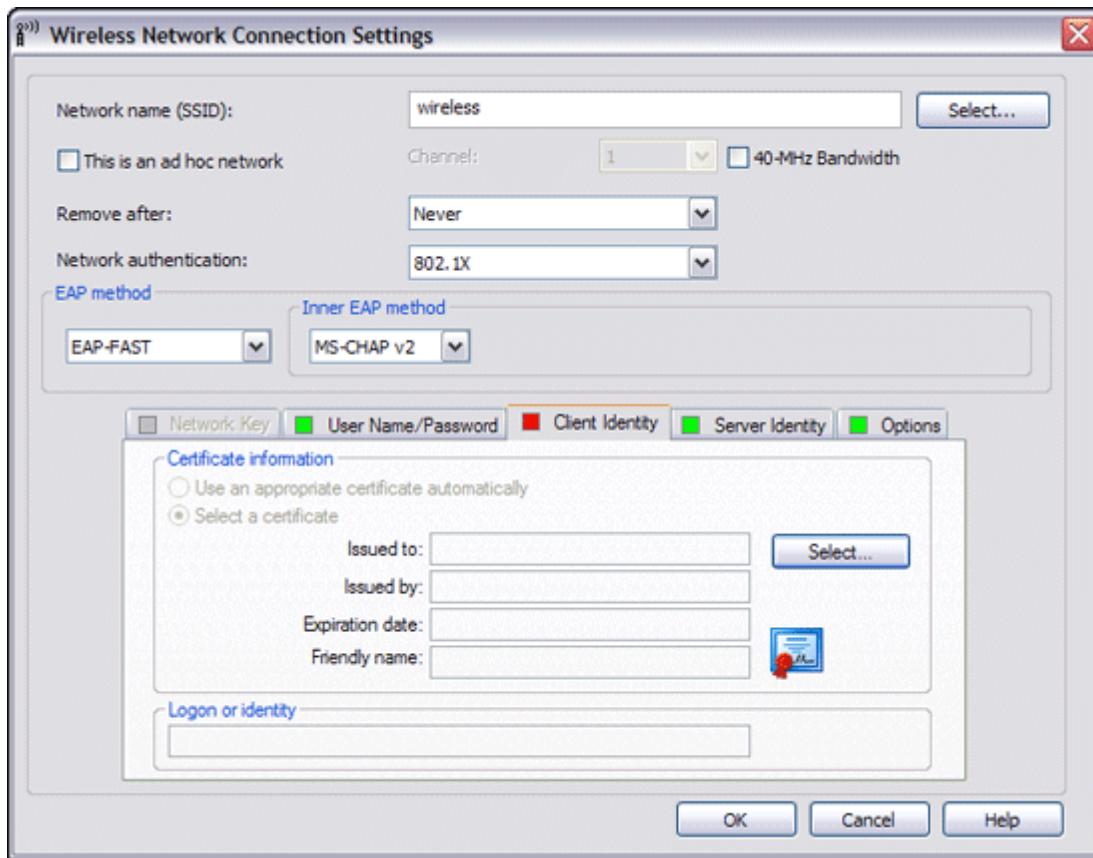 Wireless Network Connection Settings
Network name (SSID): wireless Select...
This is an ad hoc network Channel: 1 40-MHz Bandwidth
Remove after: Never
Network authentication: 802.1X
EAP method
Inner EAP method
EAP-FAST MS-CHAP v2
Network Key User Name/Password Client Identity Server Identity Options
Certificate information
Use an appropriate certificate automatically
Select a certificate
Issued to: Select...
Issued by:
Expiration date:
Friendly name:
Logon or identity
OK Cancel Help